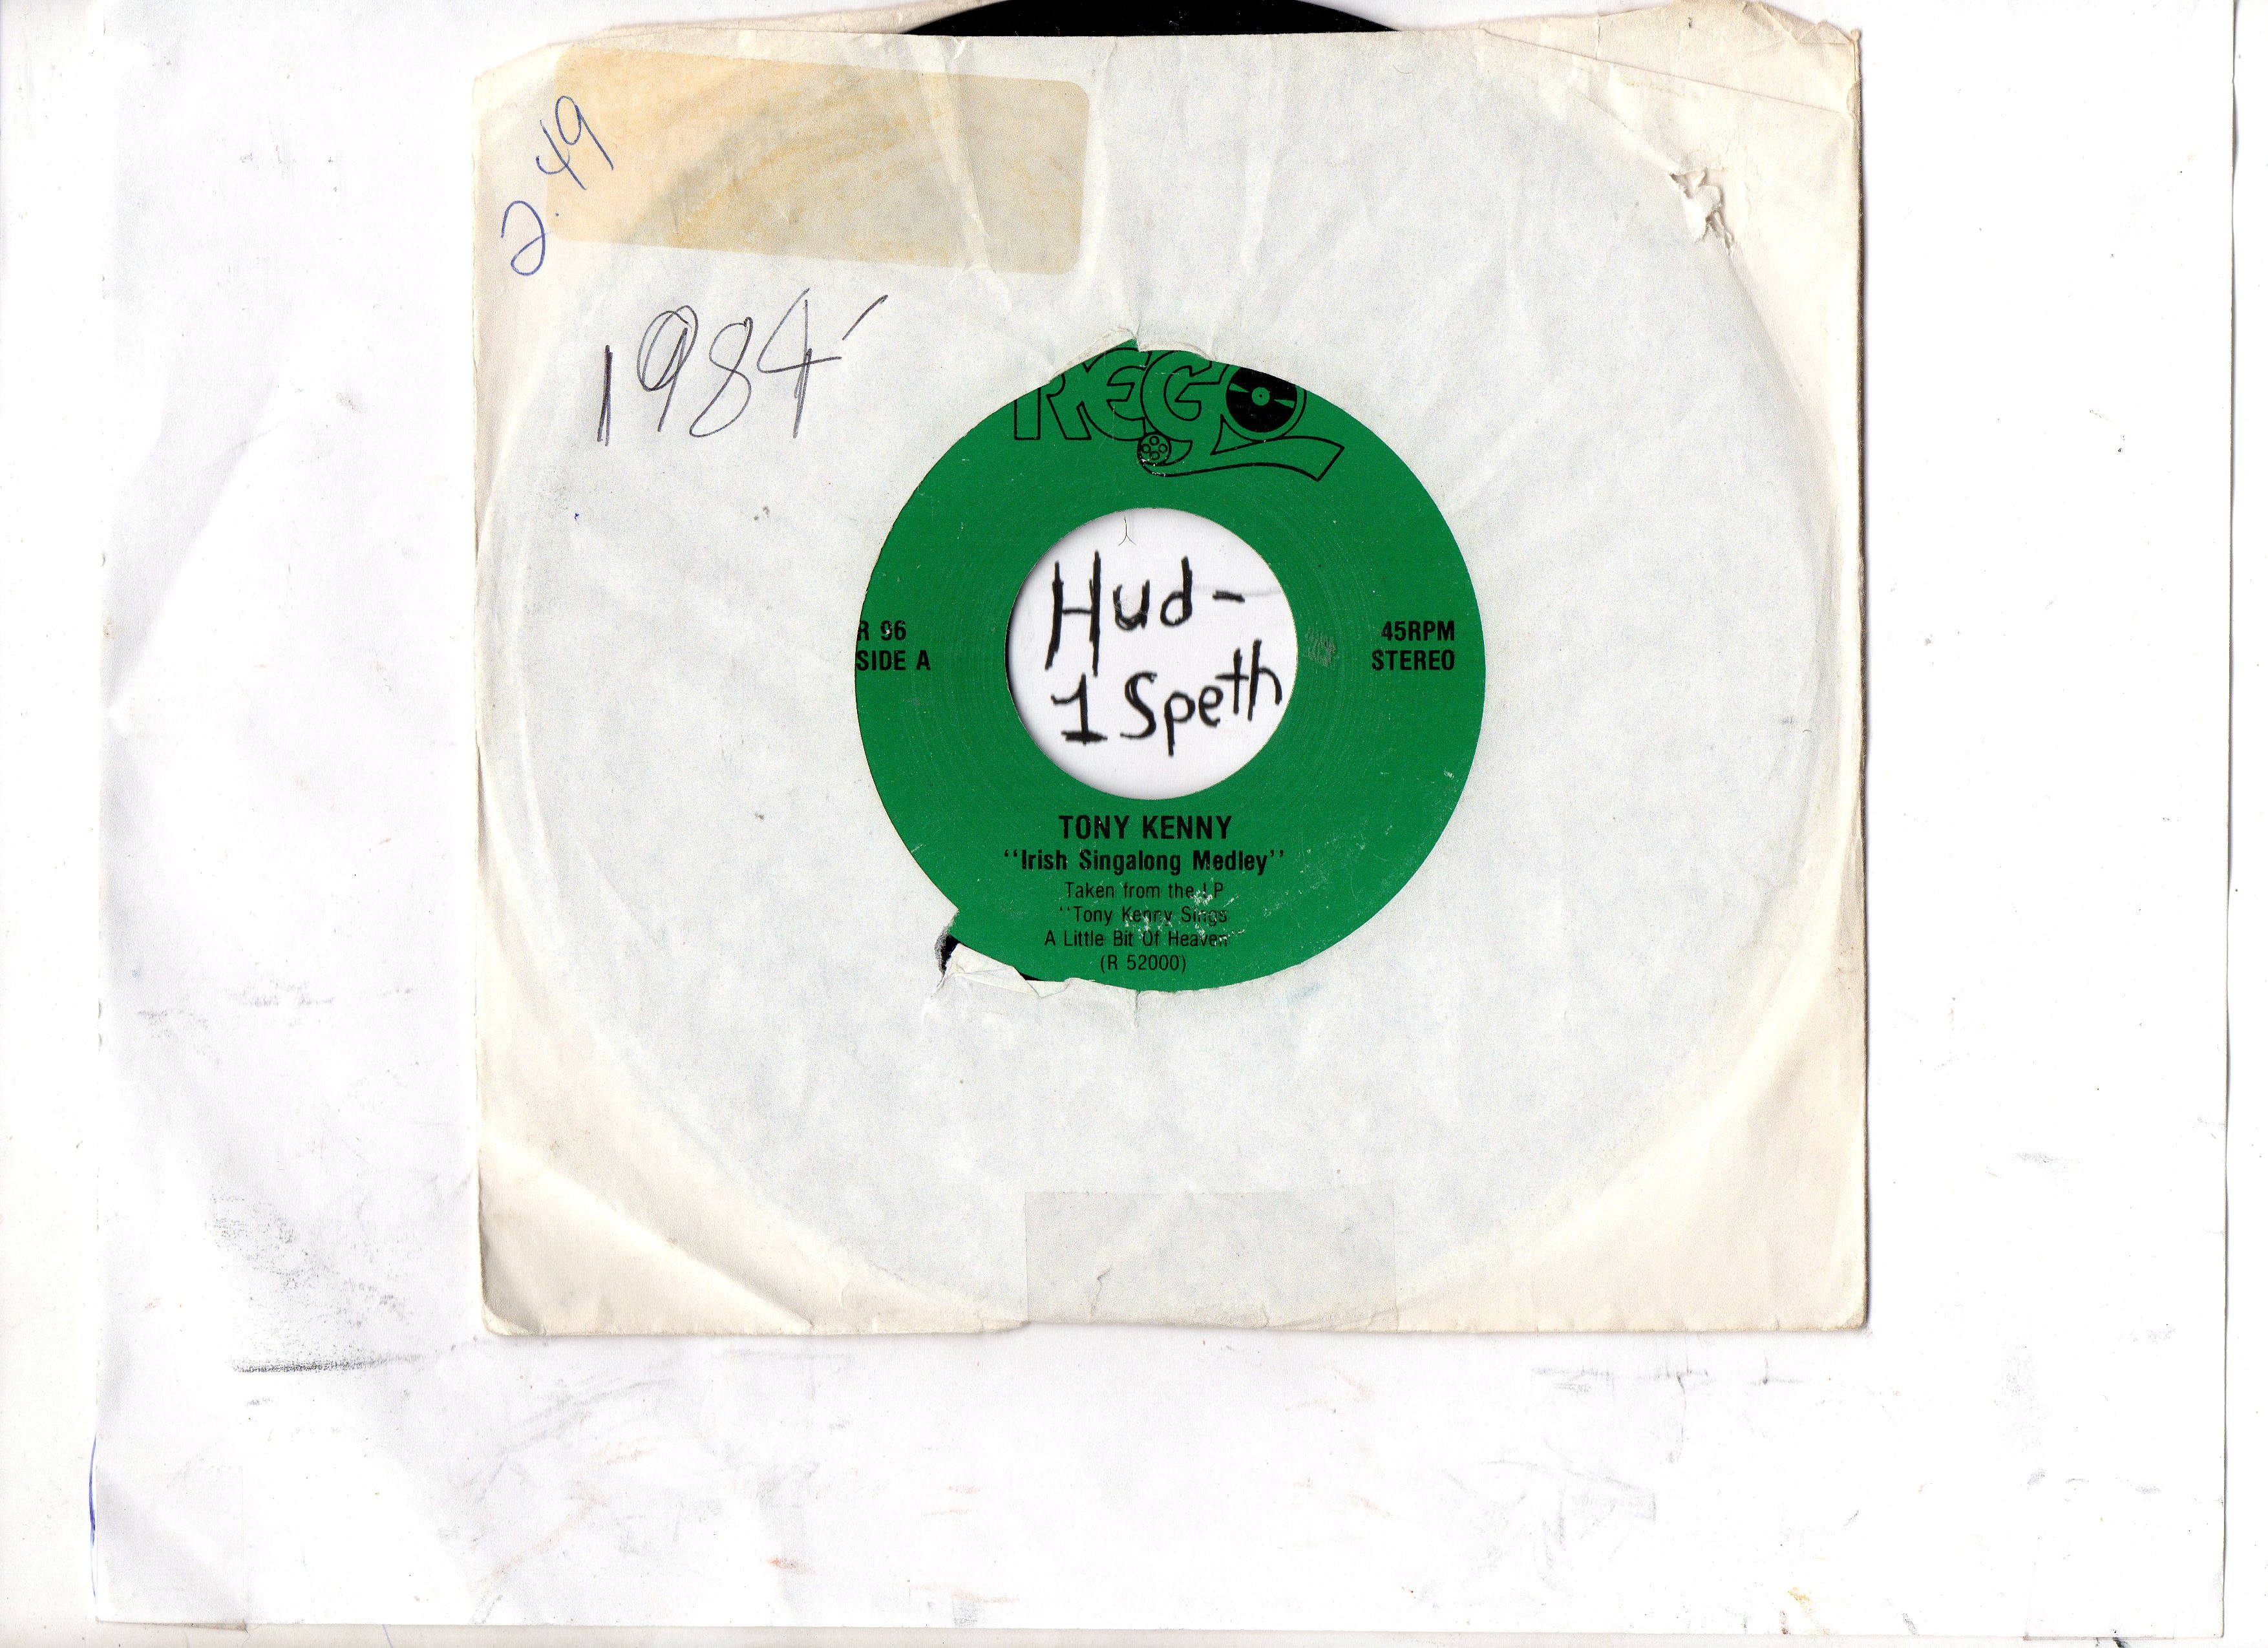 2.49
1984
REGO
Hud-
1 Speth
R 96
SIDE A
45RPM
STEREO
TONY KENNY
"Irish Singalong Medley"
Taken from the LP
"Tony Kenny Sings
A Little Bit Of Heaven"
(R 52000)